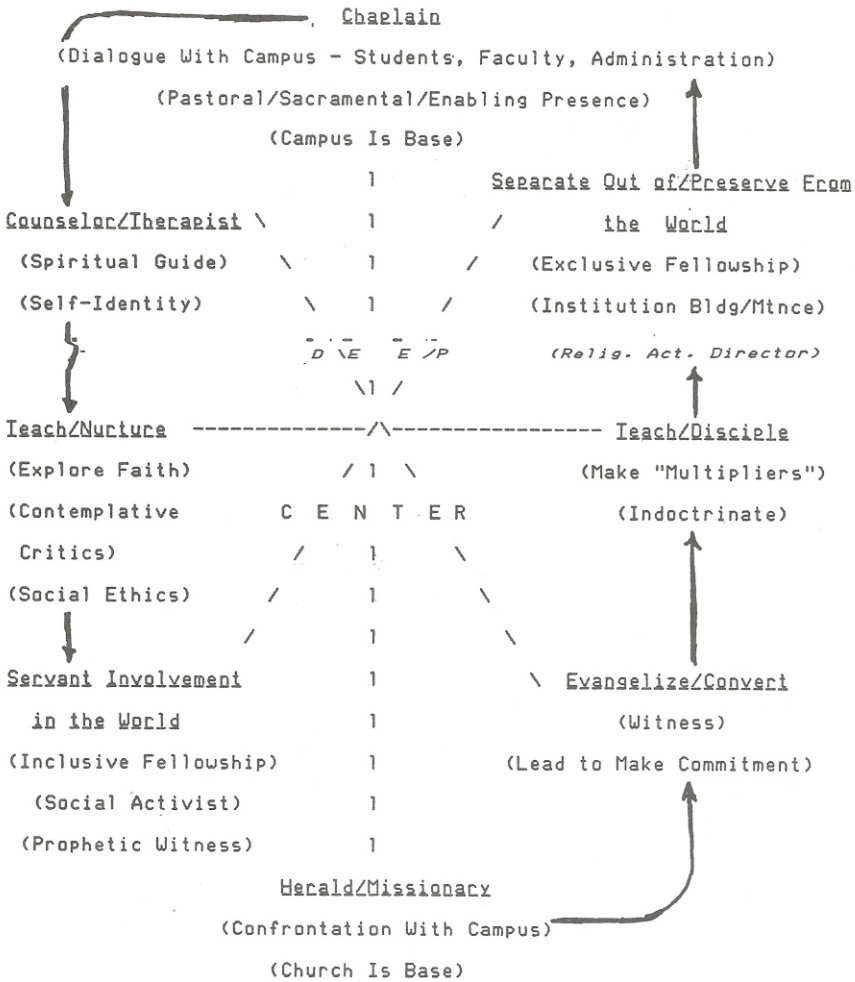 Chaplain
(Dialogue With Campus - Students, Faculty, Administration)
(Pastoral/Sacramental/Enabling Presence)
(Campus Is Base)
Separate Out of/Preserve From
the World
(Exclusive Fellowship)
(Institution Bldg/Mtnce)
(Relig. Act. Director)
Counselor/Therapist
(Spiritual Guide)
(Self-Identity)
D E E P
Teach/Nurture
(Explore Faith)
(Contemplative
Critics)
(Social Ethics)
C E N T E R
Teach/Disciple
(Make "Multipliers")
(Indoctrinate)
Servant Involvement
in the World
(Inclusive Fellowship)
(Social Activist)
(Prophetic Witness)
Evangelize/Convert
(Witness)
(Lead to Make Commitment)
Herald/Missionary
(Confrontation With Campus)
(Church Is Base)